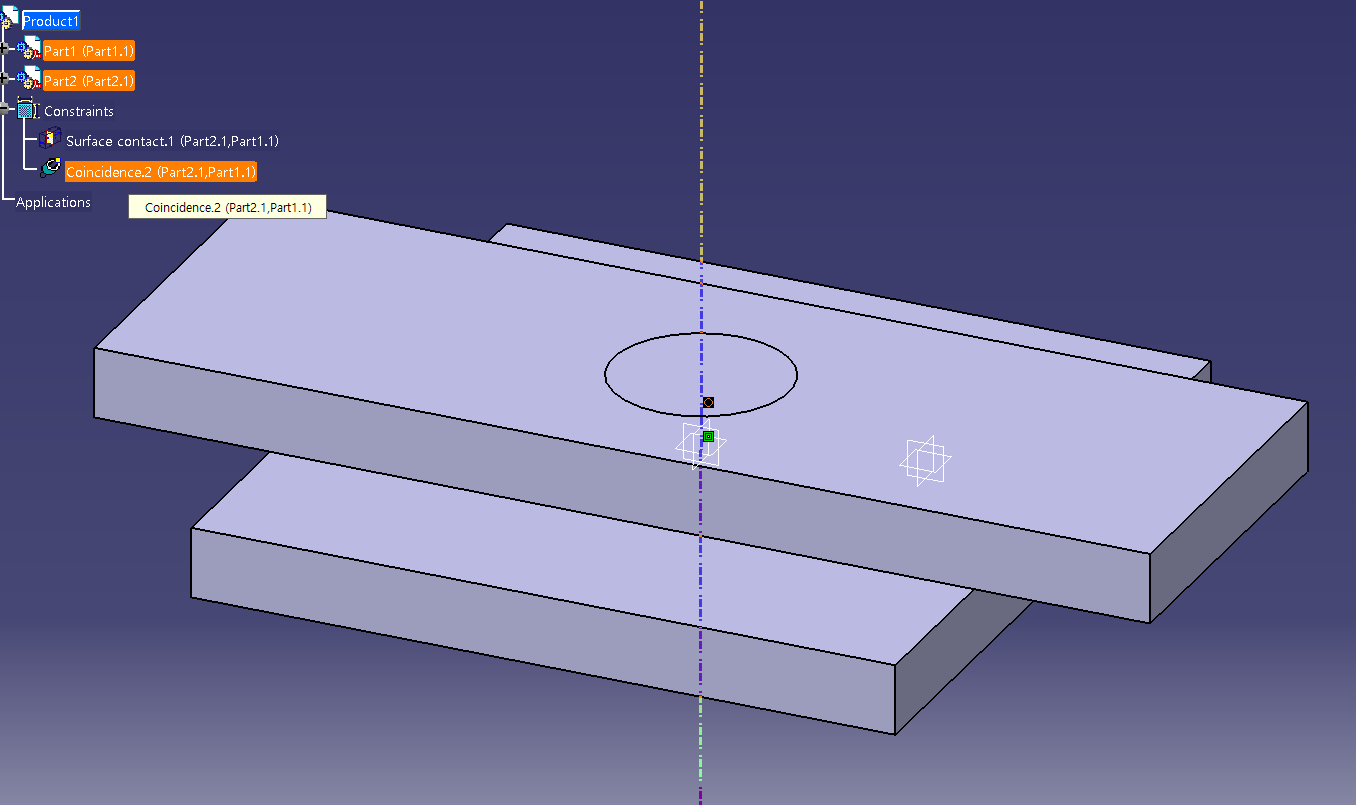 Product1
Part1 (Part1.1)
Part2 (Part2.1)
Constraints
Surface contact.1 (Part2.1,Part1.1)
Coincidence.2 (Part2.1,Part1.1)
Applications
Coincidence.2 (Part2.1,Part1.1)